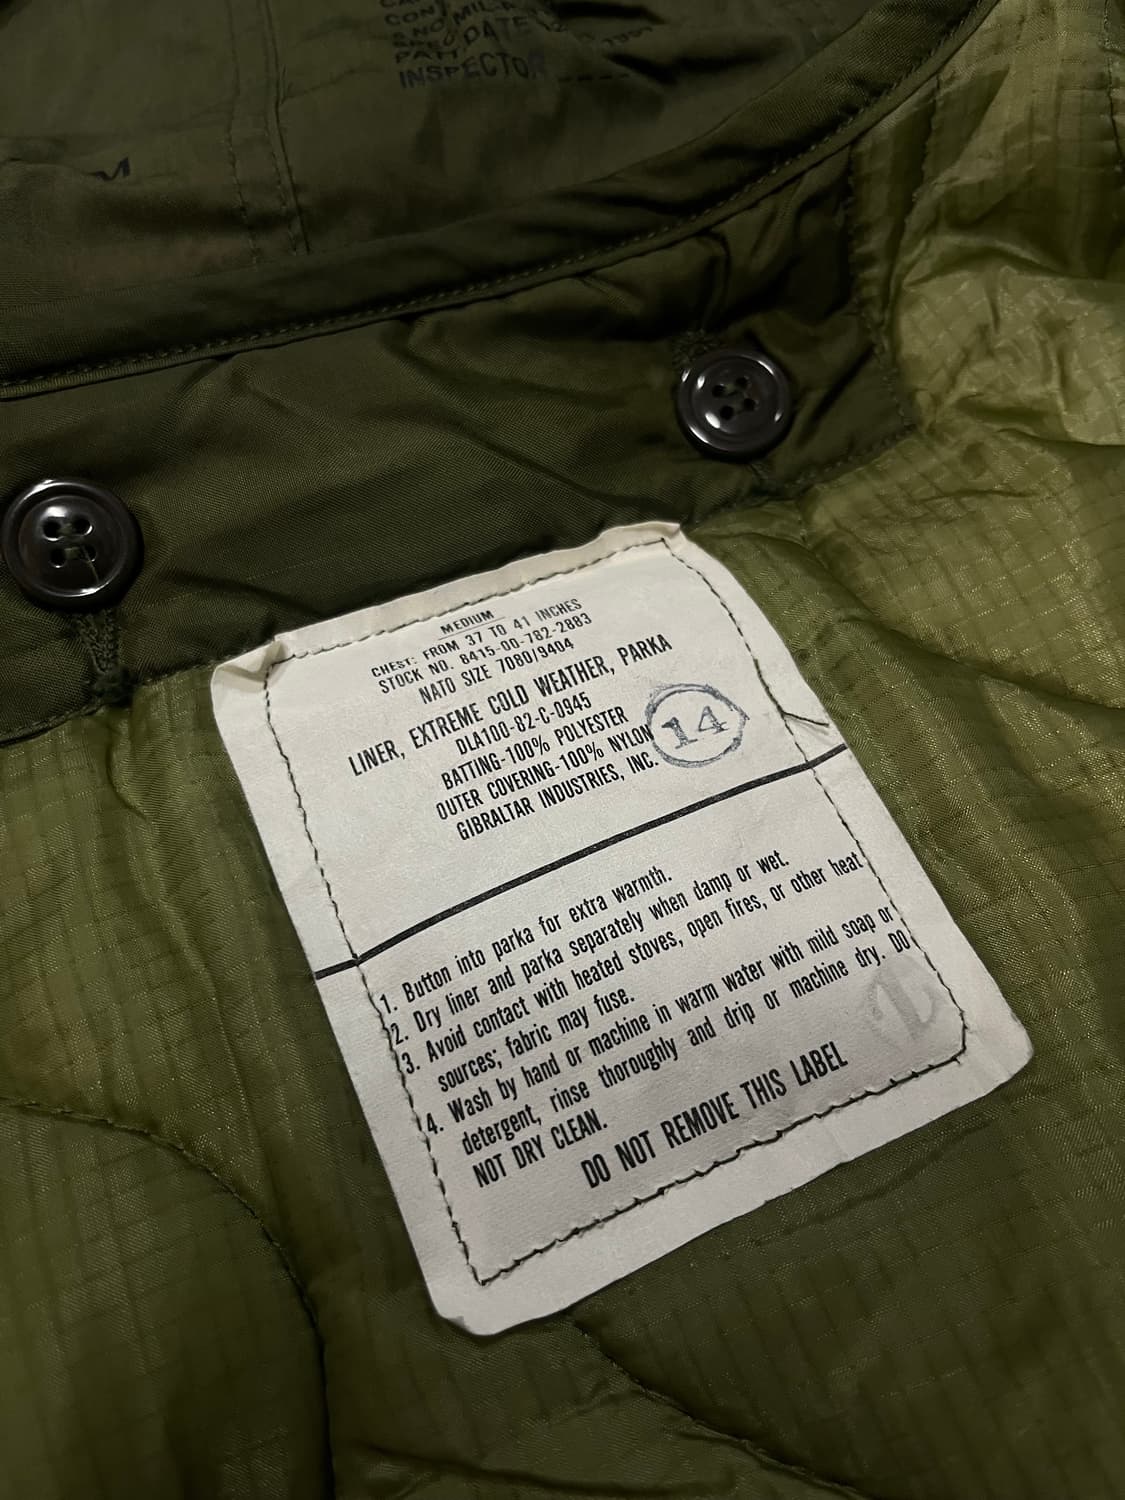 DATE
INSPECTOR
M
MEDIUM
CHEST: FROM 37 TO 41 INCHES
STOCK NO. 8415-00-782-2883
NATO SIZE 7080/9404
LINER, EXTREME COLD WEATHER, PARKA
DLA100-82-C-0945
BATTING-100% POLYESTER
OUTER COVERING-100% NYLON
GIBRALTAR INDUSTRIES, INC.
14
1. Button into parka for extra warmth.
2. Dry liner and parka separately when damp or wet.
3. Avoid contact with heated stoves, open fires, or other heat
sources; fabric may fuse.
4. Wash by hand or machine in warm water with mild soap or
detergent, rinse thoroughly and drip or machine dry. DO
NOT DRY CLEAN.
DO NOT REMOVE THIS LABEL